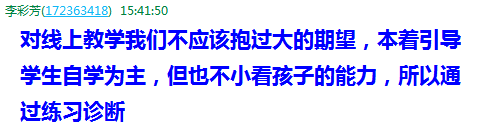 李彩芳(172363418)  15:41:50
对线上教学我们不应该抱过大的期望，本着引导
学生自学为主，但也不小看孩子的能力，所以通
过练习诊断